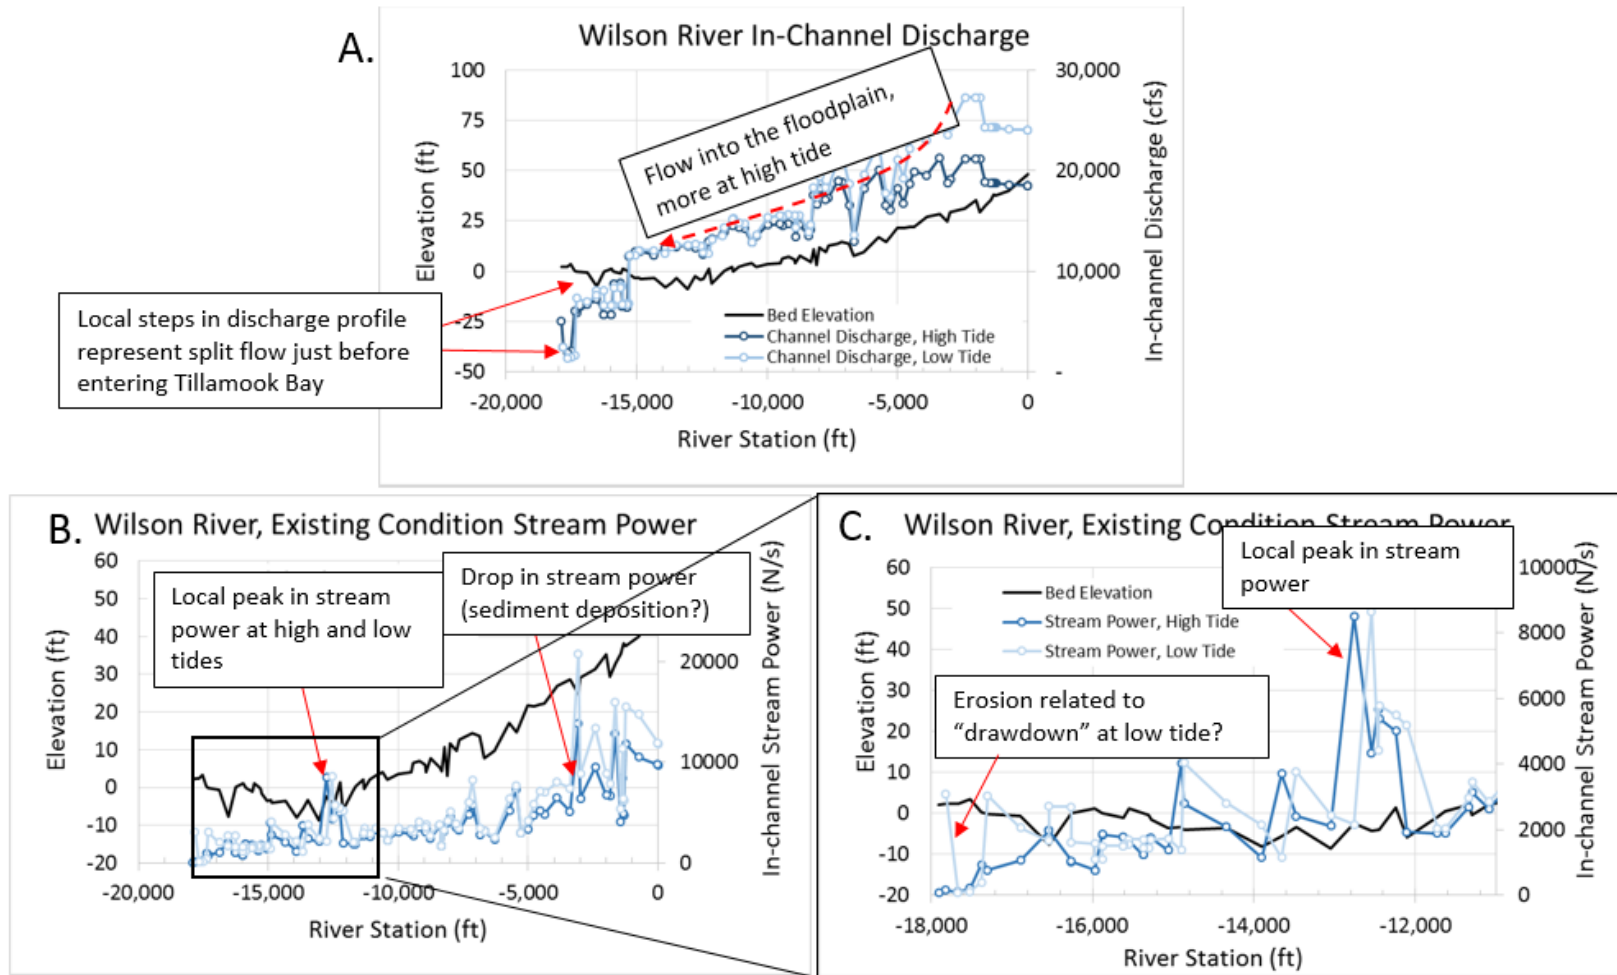 A.
Wilson River In-Channel Discharge
100
75
50
25
0
-25
-50
30,000
20,000
10,000
-
Elevation (ft)
In-channel Discharge (cfs)
Flow into the floodplain,
more at high tide
Bed Elevation
Channel Discharge, High Tide
Channel Discharge, Low Tide
Local steps in discharge profile
represent split flow just before
entering Tillamook Bay
-20,000
-15,000
-10,000
-5,000
0
River Station (ft)
B.
Wilson River, Existing Condition Stream Power
60
50
40
30
20
10
0
-10
-20
20000
10000
0
Elevation (ft)
In-channel Stream Power (N/s)
Local peak in stream
power at high and low
tides
Drop in stream power
(sediment deposition?)
-20,000
-15,000
-10,000
-5,000
0
River Station (ft)
C.
Wilson River, Existing Condition Stream Power
60
50
40
30
20
10
0
-10
-20
10000
8000
6000
4000
2000
0
Elevation (ft)
In-channel Stream Power (N/s)
Local peak in stream
power
Bed Elevation
Stream Power, High Tide
Stream Power, Low Tide
Erosion related to
“drawdown” at low tide?
-18,000
-16,000
-14,000
-12,000
River Station (ft)